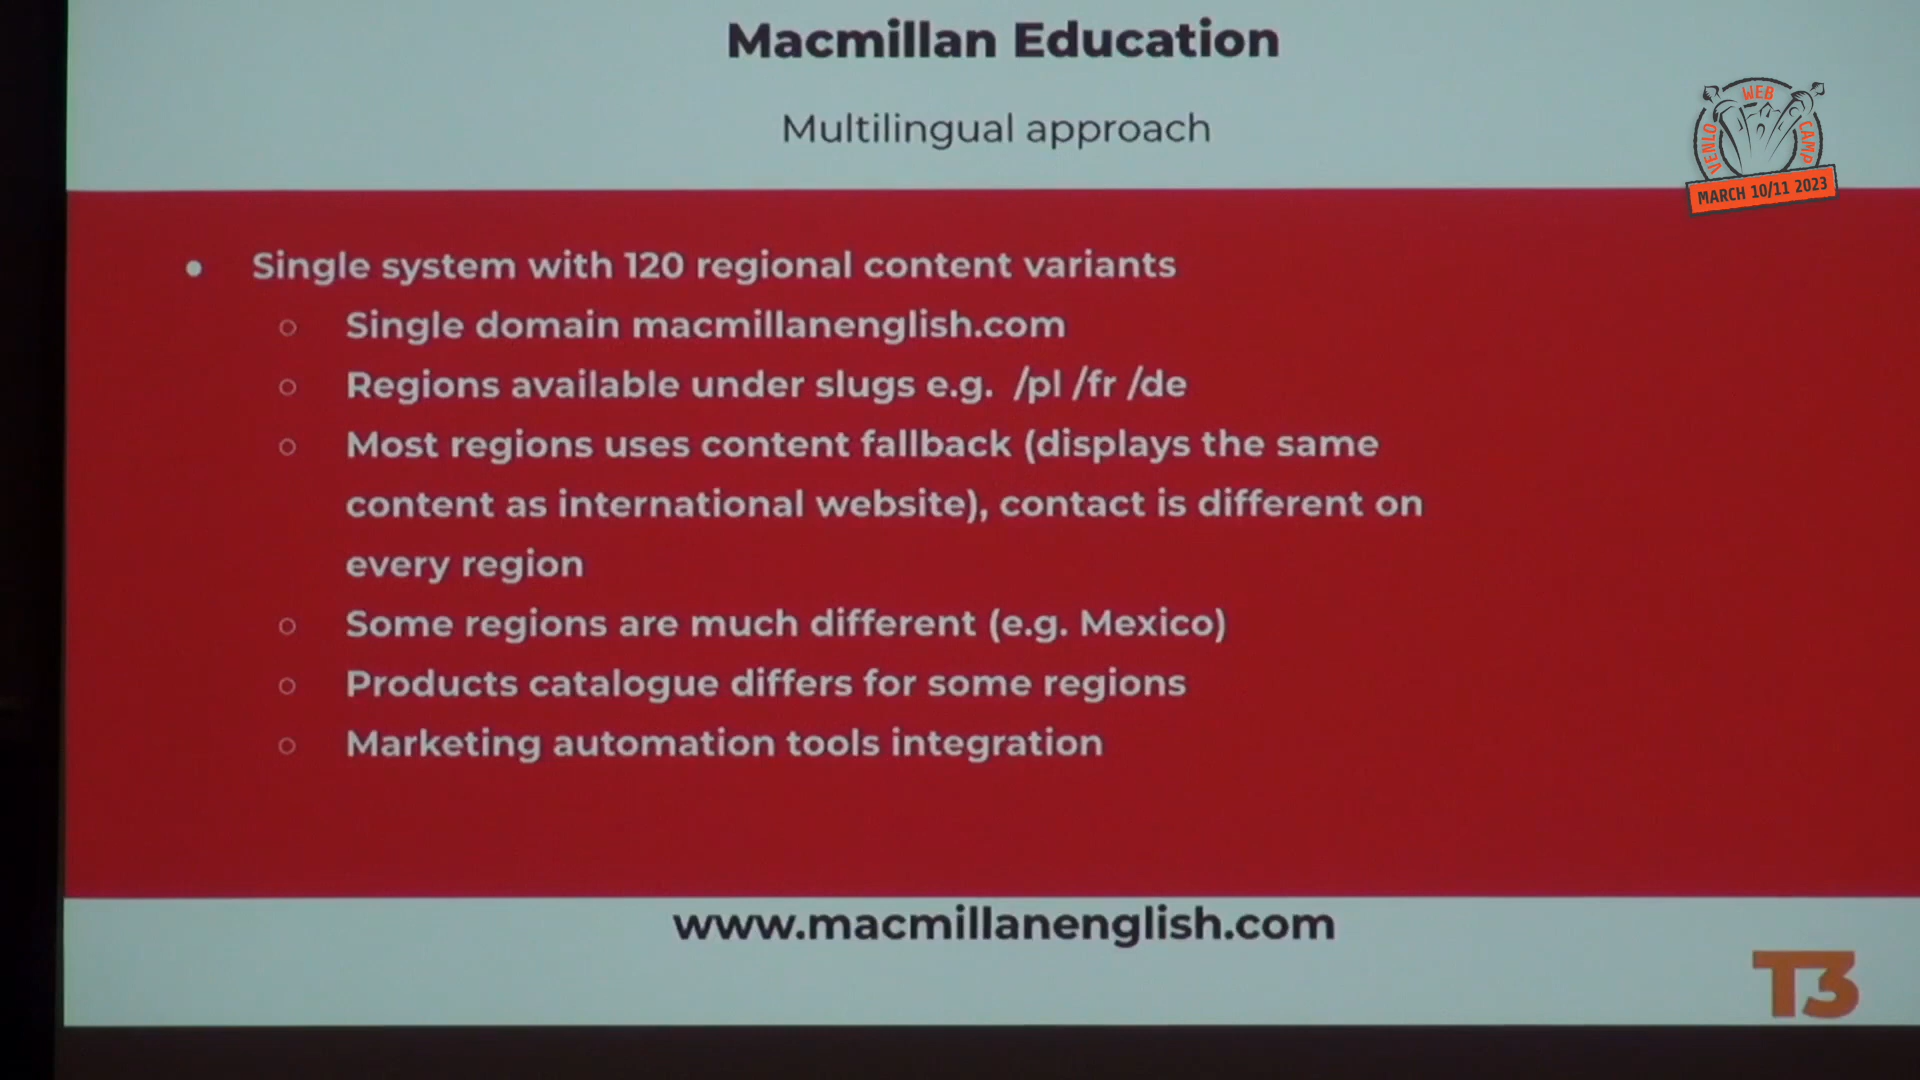 Macmillan Education
Multilingual approach
WEB
VENLO
CAMP
MARCH 10/11 2023
● Single system with 120 regional content variants
○ Single domain macmillanenglish.com
○ Regions available under slugs e.g. /pl /fr /de
○ Most regions uses content fallback (displays the same
content as international website), contact is different on
every region
○ Some regions are much different (e.g. Mexico)
○ Products catalogue differs for some regions
○ Marketing automation tools integration
www.macmillanenglish.com
T3